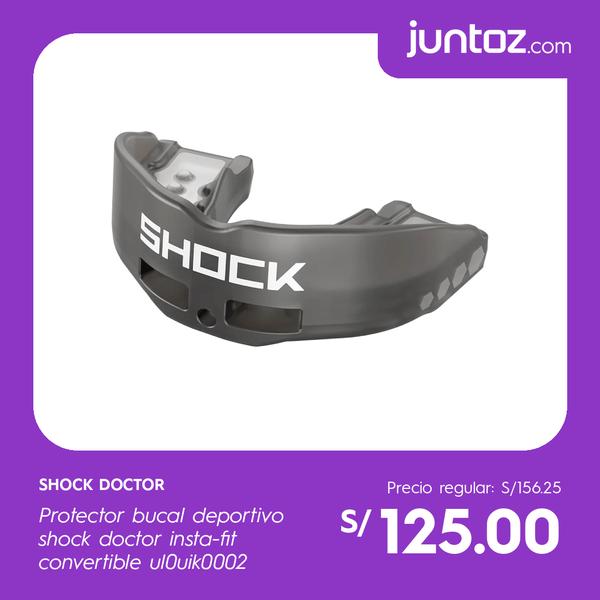 juntoz.com
SHOCK
SHOCK DOCTOR
Protector bucal deportivo
shock doctor insta-fit
convertible ul0uik0002
Precio regular: S/156.25
S/125.00